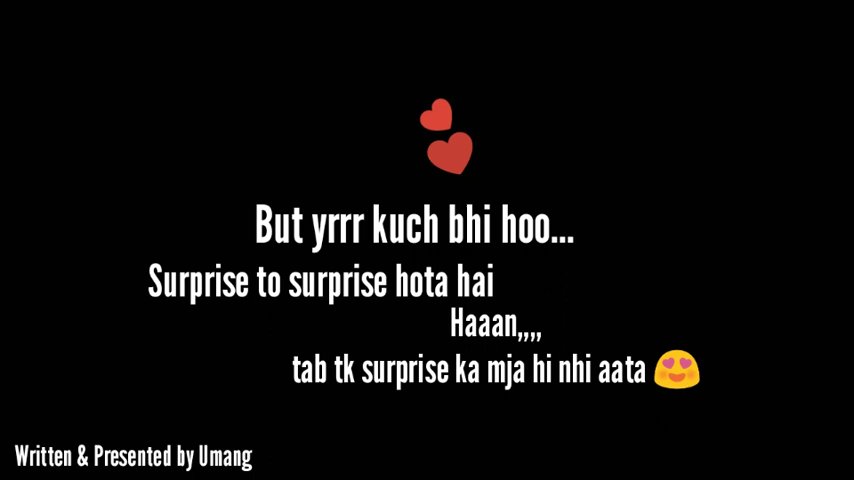 But yrrr kuch bhi hoo...
Surprise to surprise hota hai
Haaan,,,,
tab tk surprise ka mja hi nhi aata 😍
Written & Presented by Umang